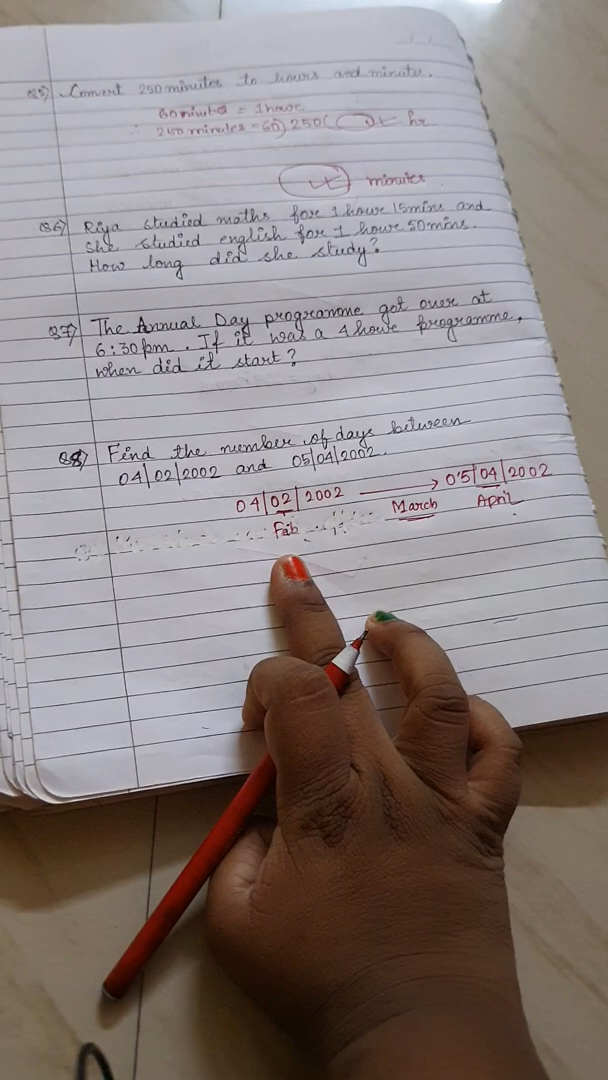 Q5) Convert 250 minutes to hours and minutes.
60 minutes = 1 hour
∴ 250 minutes = 60) 250 ( hr
minutes
Q6) Riya studied maths for 1 hour 15mins and
she studied english for 1 hour 50mins.
How long did she study?
Q7) The Annual Day programme got over at
6:30pm. If it was a 4 hour programme,
when did it start?
Q8) Find the number of days between
04/02/2002 and 05/04/2002.
04/02/2002 → 05/04/2002
Feb March April